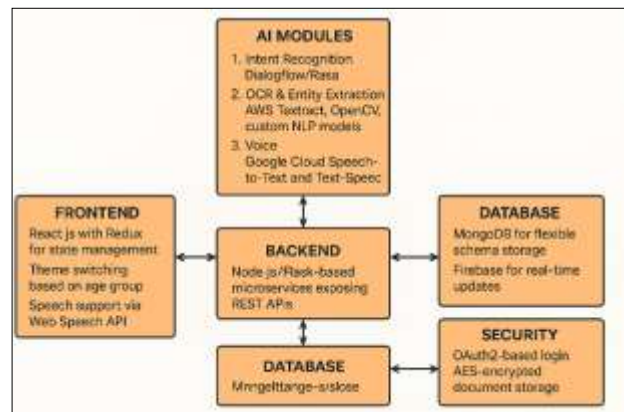 AI MODULES
1. Intent Recognition
Dialogflow/Rasa
2. OCR & Entity Extraction
AWS Textract, OpenCV,
custom NLP models
3. Voice
Google Cloud Speech-
to-Text and Text-Speec
FRONTEND
React js with Redux
for state management
Theme switching
based on age group
Speech support via
Web Speech API
BACKEND
Node js/Flask-based
microservices exposing
REST APIs
DATABASE
MongoDB for flexible
schema storage
Firebase for real-time
updates
DATABASE
SECURITY
OAuth2-based login
AES-encrypted
document storage